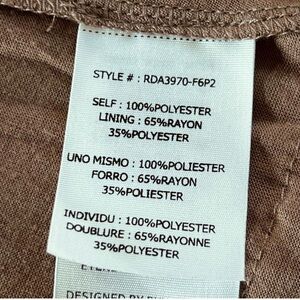 STYLE # : RDA3970-F6P2
SELF : 100%POLYESTER
LINING : 65%RAYON
35%POLYESTER
UNO MISMO : 100%POLIESTER
FORRO : 65%RAYON
35%POLIESTER
INDIVIDU : 100%POLYESTER
DOUBLURE : 65%RAYONNE
35%POLYESTER
DESIGNED BY